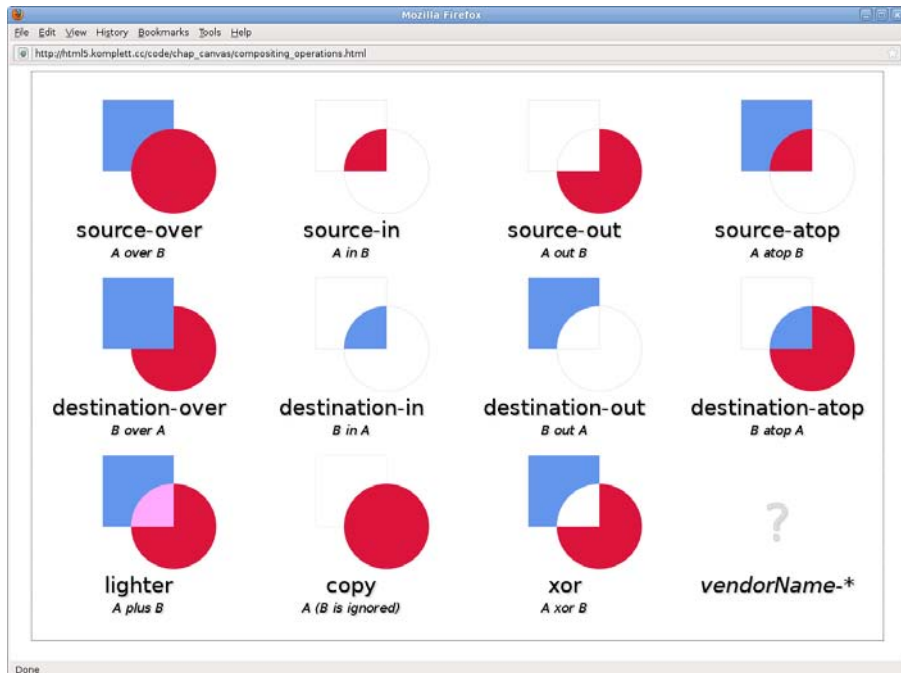 Mozilla Firefox
File Edit View History Bookmarks Tools Help
http://html5.komplett.cc/code/chap_canvas/compositing_operations.html
source-over source-in source-out source-atop
A over B A in B A out B A atop B
destination-over destination-in destination-out destination-atop
B over A B in A B out A B atop A
?
lighter copy xor vendorName-*
A plus B A (B is ignored) A xor B
Done